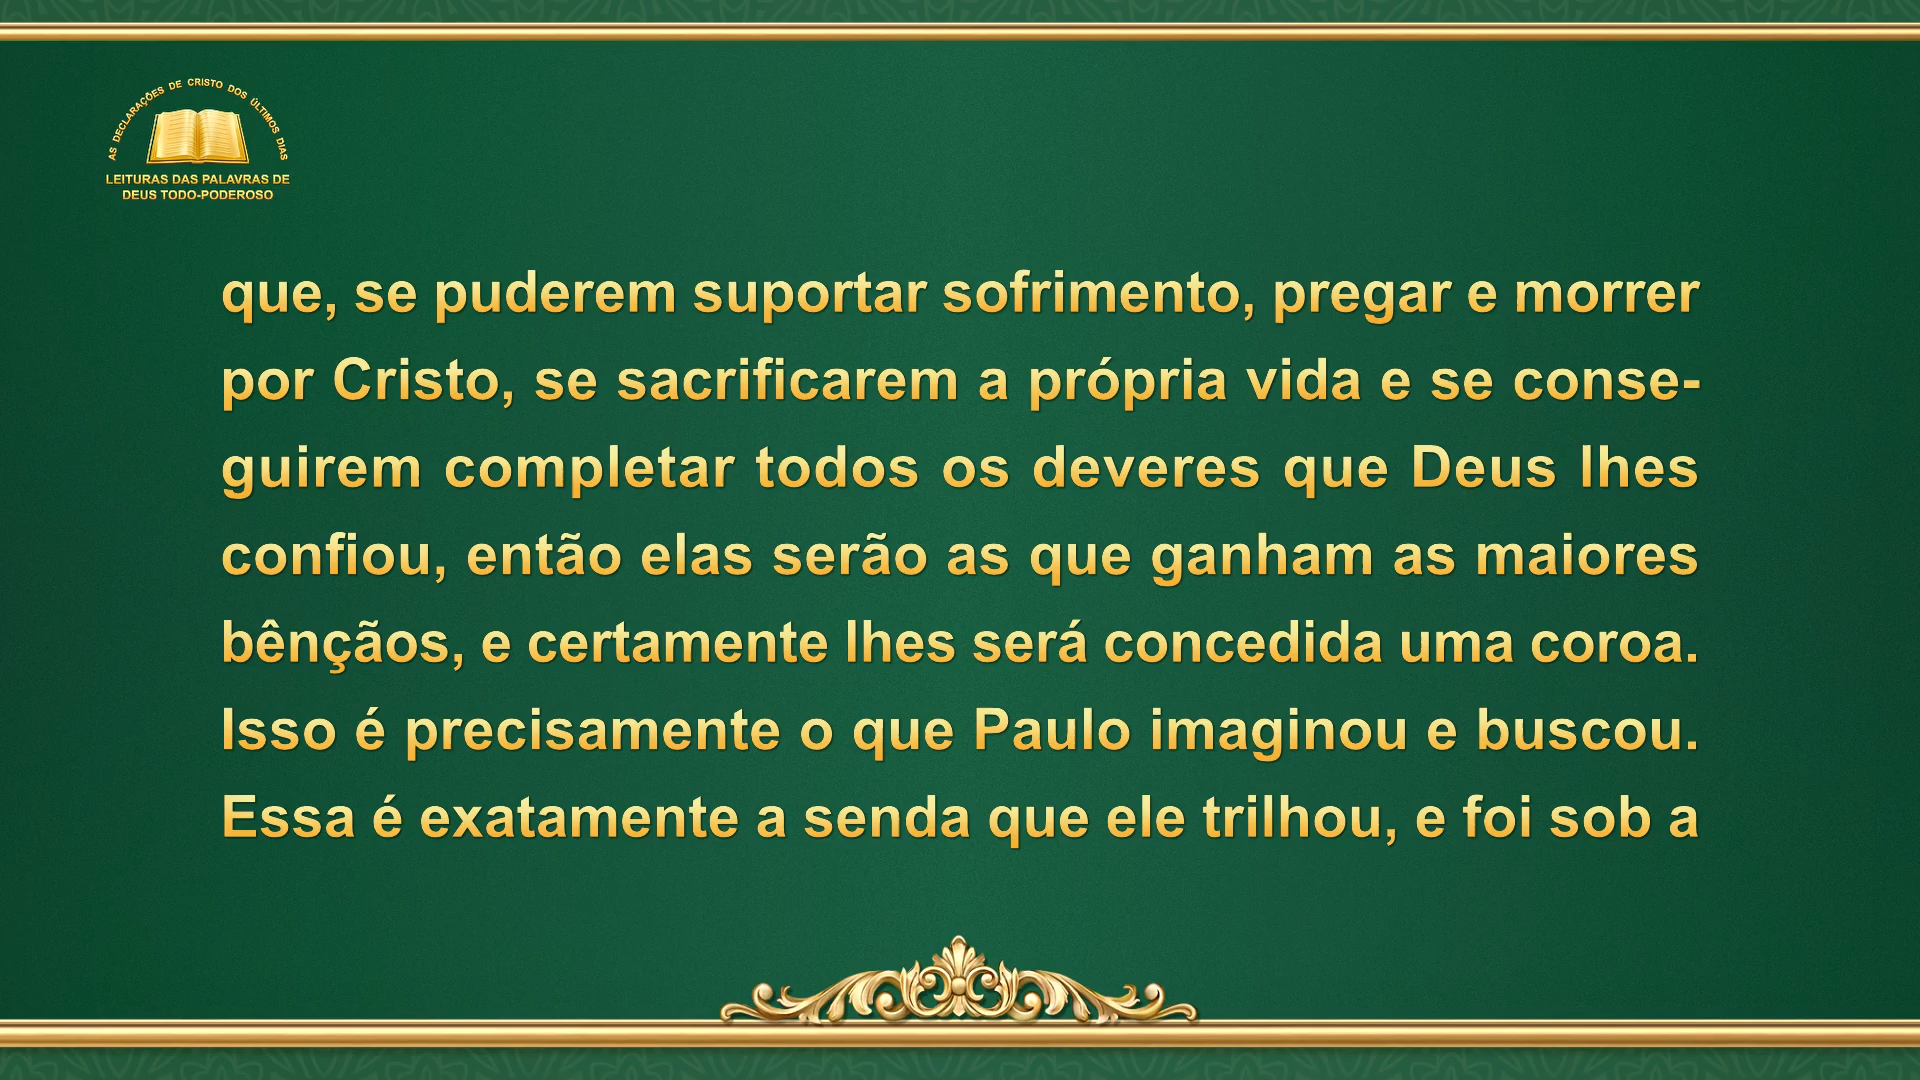 AS DECLARAÇÕES DE CRISTO DOS ÚLTIMOS DIAS
LEITURAS DAS PALAVRAS DE
DEUS TODO-PODEROSO
que, se puderem suportar sofrimento, pregar e morrer
por Cristo, se sacrificarem a própria vida e se conse-
guirem completar todos os deveres que Deus lhes
confiou, então elas serão as que ganham as maiores
bênçãos, e certamente lhes será concedida uma coroa.
Isso é precisamente o que Paulo imaginou e buscou.
Essa é exatamente a senda que ele trilhou, e foi sob a